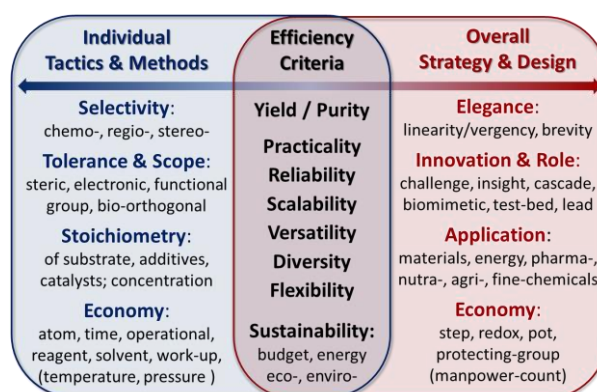 Individual
Tactics & Methods
Selectivity:
chemo-, regio-, stereo-
Tolerance & Scope:
steric, electronic, functional
group, bio-orthogonal
Stoichiometry:
of substrate, additives,
catalysts; concentration
Economy:
atom, time, operational,
reagent, solvent, work-up,
(temperature, pressure )
Efficiency
Criteria
Yield / Purity
Practicality
Reliability
Scalability
Versatility
Diversity
Flexibility
Sustainability:
budget, energy
eco-, enviro-
Overall
Strategy & Design
Elegance:
linearity/vergency, brevity
Innovation & Role:
challenge, insight, cascade,
biomimetic, test-bed, lead
Application:
materials, energy, pharma-,
nutra-, agri-, fine-chemicals
Economy:
step, redox, pot,
protecting-group
(manpower-count)